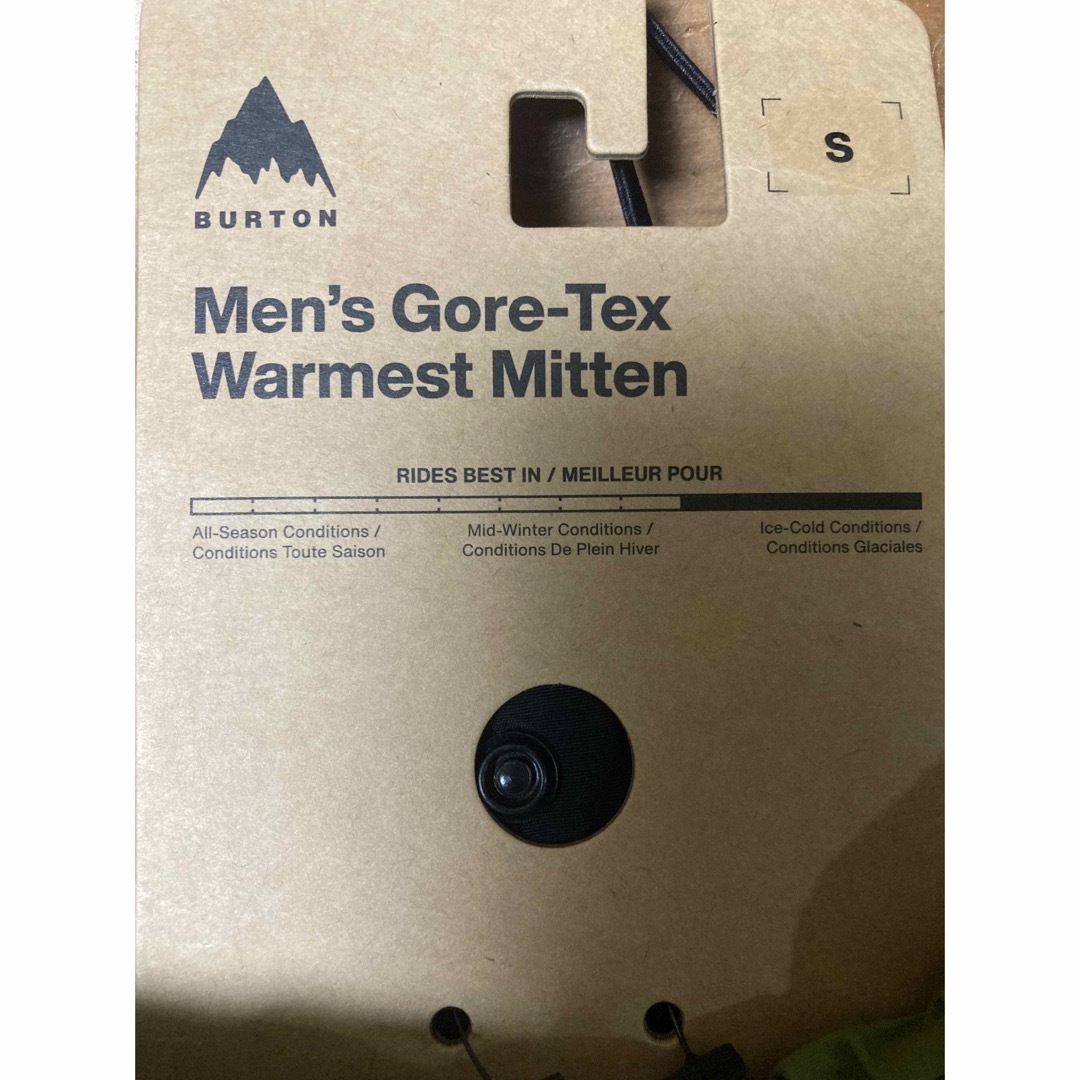 BURTON
S
Men's Gore-Tex
Warmest Mitten
RIDES BEST IN / MEILLEUR POUR
All-Season Conditions /
Conditions Toute Saison
Mid-Winter Conditions /
Conditions De Plein Hiver
Ice-Cold Conditions /
Conditions Glaciales